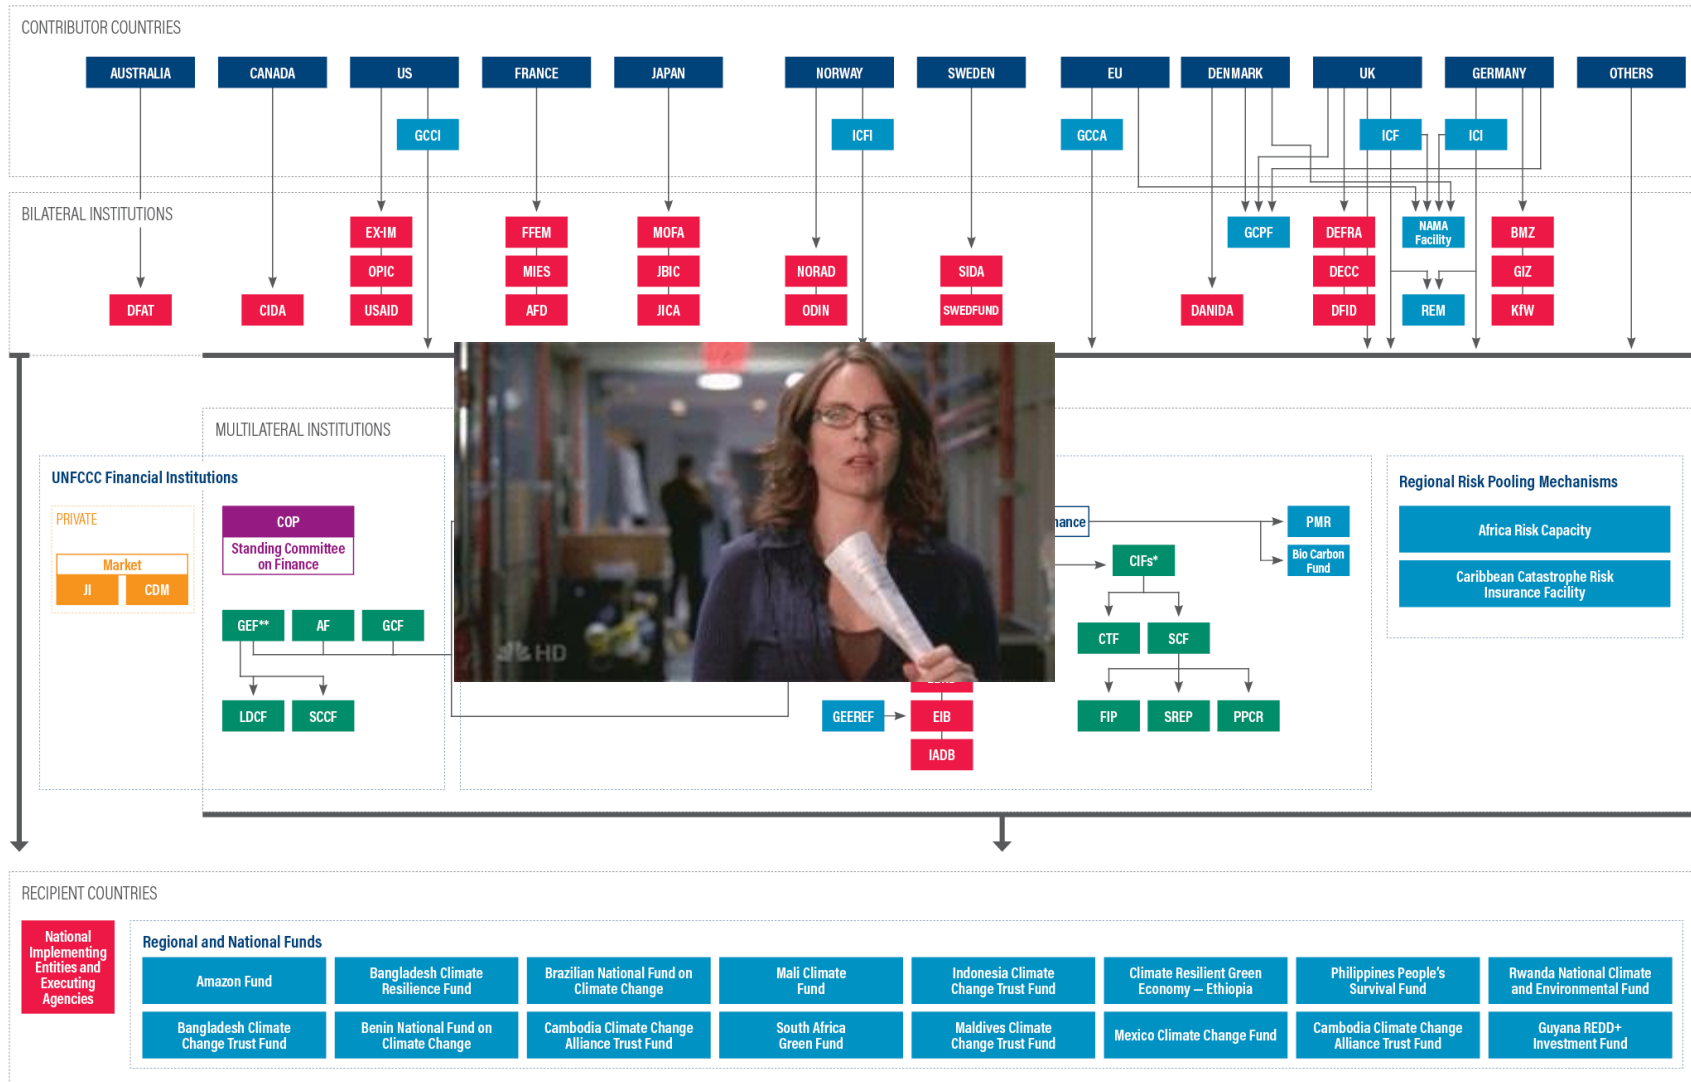 CONTRIBUTOR COUNTRIES
AUSTRALIA
CANADA
US
FRANCE
JAPAN
NORWAY
SWEDEN
EU
DENMARK
UK
GERMANY
OTHERS
GCCI
ICFI
GCCA
ICF
ICI
BILATERAL INSTITUTIONS
EX-IM
FFEM
MOFA
GCPF
DEFRA
NAMA
Facility
BMZ
OPIC
MIES
JBIC
NORAD
SIDA
DECC
GIZ
DFAT
CIDA
USAID
AFD
JICA
ODIN
SWEDFUND
DANIDA
DFID
REM
KfW
MULTILATERAL INSTITUTIONS
UNFCCC Financial Institutions
PRIVATE
Market
JI
CDM
COP
Standing Committee
on Finance
GEF**
AF
GCF
LDCF
SCCF
HD
GEEREF
EIB
IADB
PMR
Bio Carbon
Fund
CIFs*
CTF
SCF
FIP
SREP
PPCR
Regional Risk Pooling Mechanisms
Africa Risk Capacity
Caribbean Catastrophe Risk
Insurance Facility
RECIPIENT COUNTRIES
National
Implementing
Entities and
Executing
Agencies
Regional and National Funds
Amazon Fund
Bangladesh Climate
Resilience Fund
Brazilian National Fund on
Climate Change
Mali Climate
Fund
Indonesia Climate
Change Trust Fund
Climate Resilient Green
Economy — Ethiopia
Philippines People's
Survival Fund
Rwanda National Climate
and Environmental Fund
Bangladesh Climate
Change Trust Fund
Benin National Fund on
Climate Change
Cambodia Climate Change
Alliance Trust Fund
South Africa
Green Fund
Maldives Climate
Change Trust Fund
Mexico Climate Change Fund
Cambodia Climate Change
Alliance Trust Fund
Guyana REDD+
Investment Fund